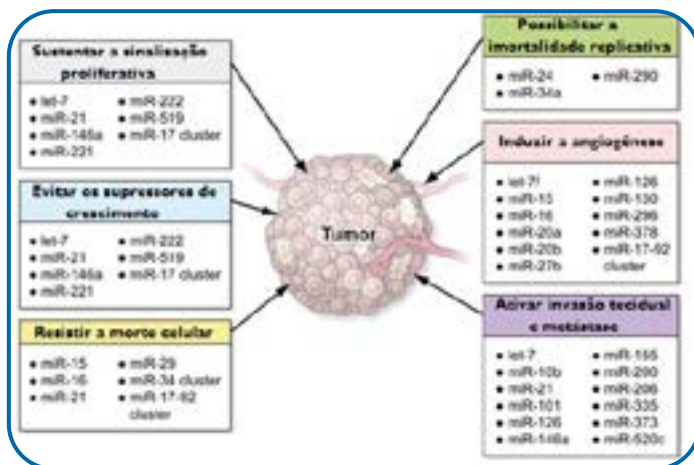 Sustentar a sinalização
proliferativa
• let-7
• miR-21
• miR-146a
• miR-221
• miR-222
• miR-519
• miR-17 cluster
Evitar os supressores de
crescimento
• let-7
• miR-21
• miR-146a
• miR-221
• miR-222
• miR-519
• miR-17 cluster
Resistir a morte celular
• miR-15
• miR-16
• miR-21
• miR-29
• miR-34 cluster
• miR-17-92
cluster
Tumor
Possibilitar a
imortalidade replicativa
• miR-24
• miR-34a
• miR-290
Induzir a angiogênese
• let-7f
• miR-15
• miR-16
• miR-20a
• miR-20b
• miR-27b
• miR-126
• miR-130
• miR-296
• miR-378
• miR-17-92
cluster
Ativar invasão tecidual
e metástase
• let-7
• miR-10b
• miR-21
• miR-101
• miR-126
• miR-146a
• miR-155
• miR-335
• miR-373
• miR-520c